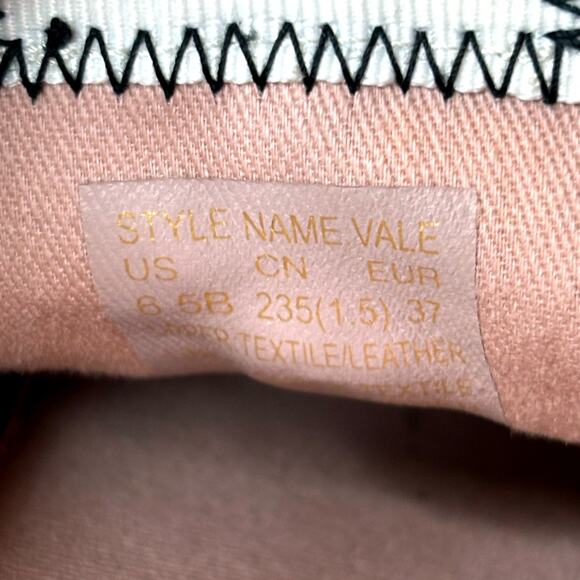 STYLE NAME VALE
US CN EUR
6 5B 235(1.5) 37
TEXTILE/LEATHER
TEXTILE